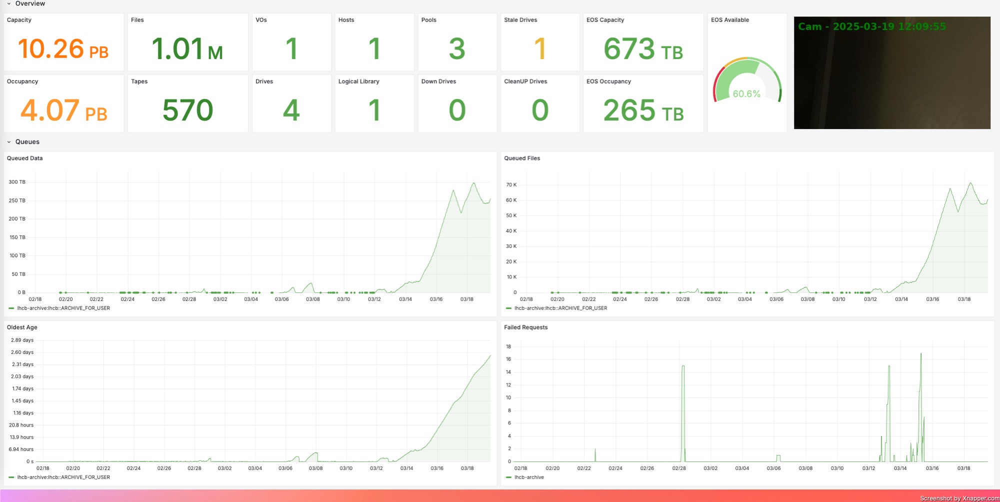 Overview
Capacity
10.26 PB
Files
1.01 M
VOs
1
Hosts
1
Pools
3
Stale Drives
1
EOS Capacity
673 TB
EOS Available
60.6%
Cam - 2025-03-19 12:09:55
Occupancy
4.07 PB
Tapes
570
Drives
4
Logical Library
1
Down Drives
0
CleanUP Drives
0
EOS Occupancy
265 TB
Queues
Queued Data
300 TB
250 TB
200 TB
150 TB
100 TB
50 TB
0 B
02/18 02/20 02/22 02/24 02/26 02/28 03/02 03/04 03/06 03/08 03/10 03/12 03/14 03/16 03/18
lhcb-archive:lhcb::ARCHIVE_FOR_USER
Queued Files
70 K
60 K
50 K
40 K
30 K
20 K
10 K
0
02/18 02/20 02/22 02/24 02/26 02/28 03/02 03/04 03/06 03/08 03/10 03/12 03/14 03/16 03/18
lhcb-archive:lhcb::ARCHIVE_FOR_USER
Oldest Age
2.89 days
2.60 days
2.31 days
2.03 days
1.74 days
1.45 days
1.16 days
20.8 hours
13.9 hours
6.94 hours
0 s
02/18 02/20 02/22 02/24 02/26 02/28 03/02 03/04 03/06 03/08 03/10 03/12 03/14 03/16 03/18
lhcb-archive:lhcb::ARCHIVE_FOR_USER
Failed Requests
18
16
14
12
10
8
6
4
2
0
02/18 02/20 02/22 02/24 02/26 02/28 03/02 03/04 03/06 03/08 03/10 03/12 03/14 03/16 03/18
lhcb-archive
Screenshot by Xnapper.com